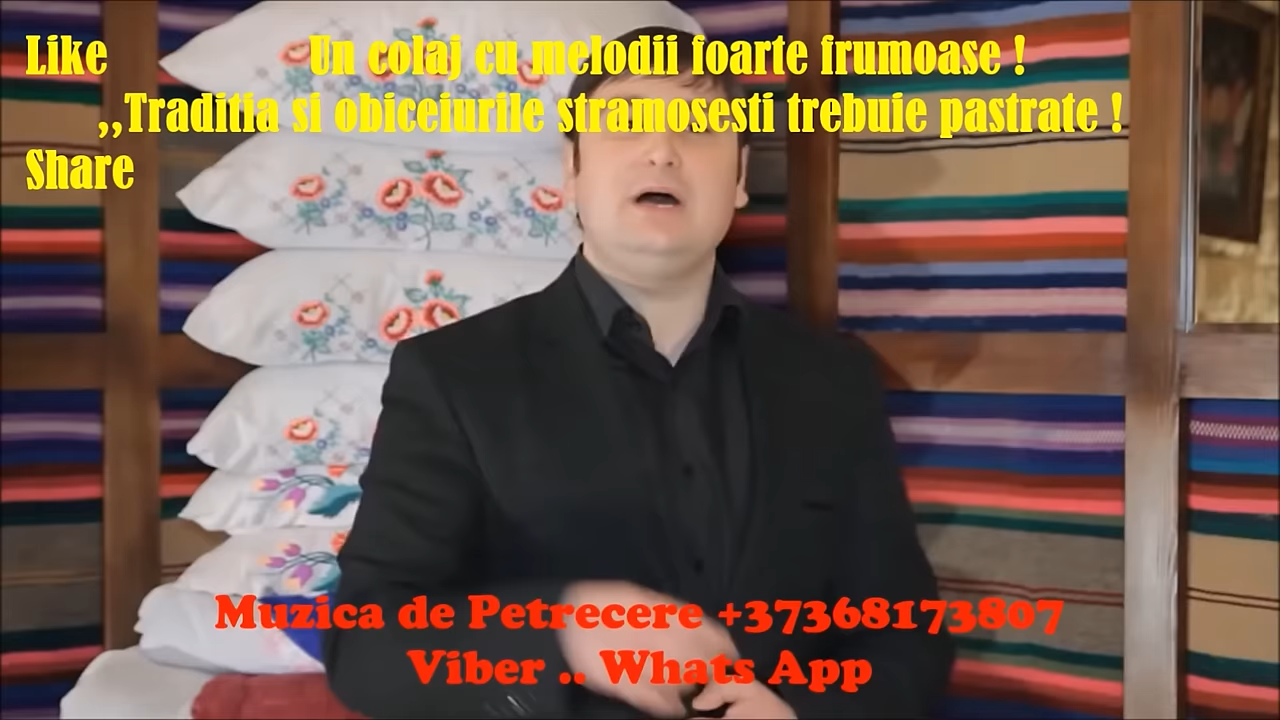 Like Un colaj cu melodii foarte frumoase !
,,Traditia si obiceiurile stramosesti trebuie pastrate !
Share
Muzica de Petrecere +37368173807
Viber .. Whats App